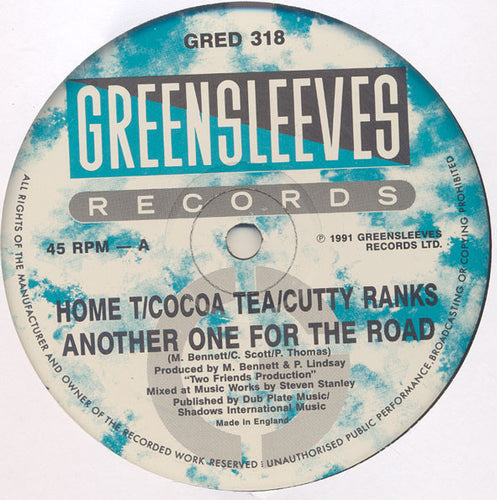 GRED 318
GREENSLEEVES
RECORDS
45 RPM — A
℗ 1991 GREENSLEEVES
RECORDS LTD.
HOME T/COCOA TEA/CUTTY RANKS
ANOTHER ONE FOR THE ROAD
(M. Bennett/C. Scott/P. Thomas)
Produced by M. Bennett & P. Lindsay
"Two Friends Production"
Mixed at Music Works by Steven Stanley
Published by Dub Plate Music/
Shadows International Music
Made In England
ALL RIGHTS OF THE MANUFACTURER AND OWNER OF THE RECORDED WORK RESERVED : UNAUTHORISED PUBLIC PERFORMANCE·BROADCASTING OR COPYING PROHIBITED